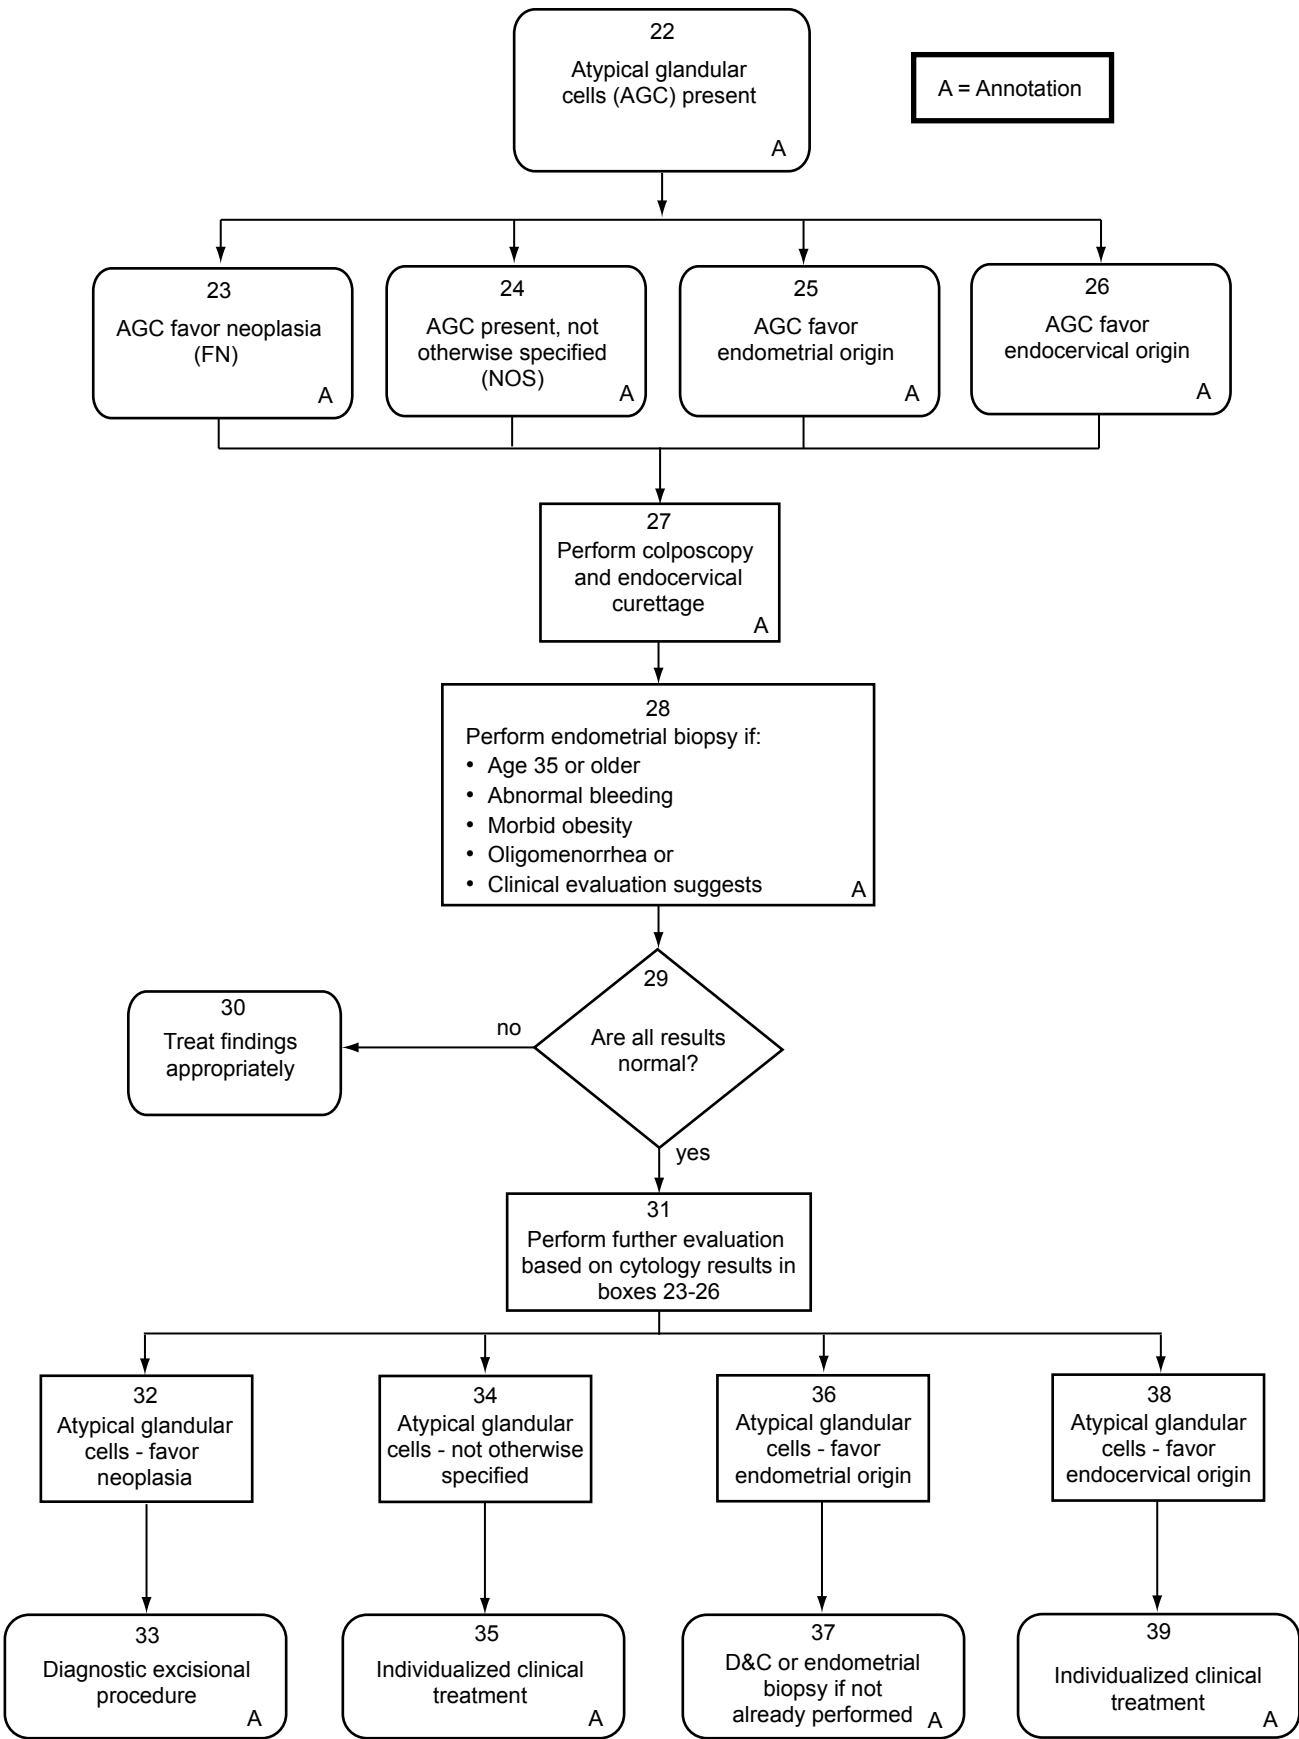 22
Atypical glandular
cells (AGC) present
A
A = Annotation
23
AGC favor neoplasia
(FN)
A
24
AGC present, not
otherwise specified
(NOS)
A
25
AGC favor
endometrial origin
A
26
AGC favor
endocervical origin
A
27
Perform colposcopy
and endocervical
curettage
A
28
Perform endometrial biopsy if:
• Age 35 or older
• Abnormal bleeding
• Morbid obesity
• Oligomenorrhea or
• Clinical evaluation suggests
A
29
Are all results
normal?
no
30
Treat findings
appropriately
yes
31
Perform further evaluation
based on cytology results in
boxes 23-26
32
Atypical glandular
cells - favor
neoplasia
34
Atypical glandular
cells - not otherwise
specified
36
Atypical glandular
cells - favor
endometrial origin
38
Atypical glandular
cells - favor
endocervical origin
33
Diagnostic excisional
procedure
A
35
Individualized clinical
treatment
A
37
D&C or endometrial
biopsy if not
already performed
A
39
Individualized clinical
treatment
A